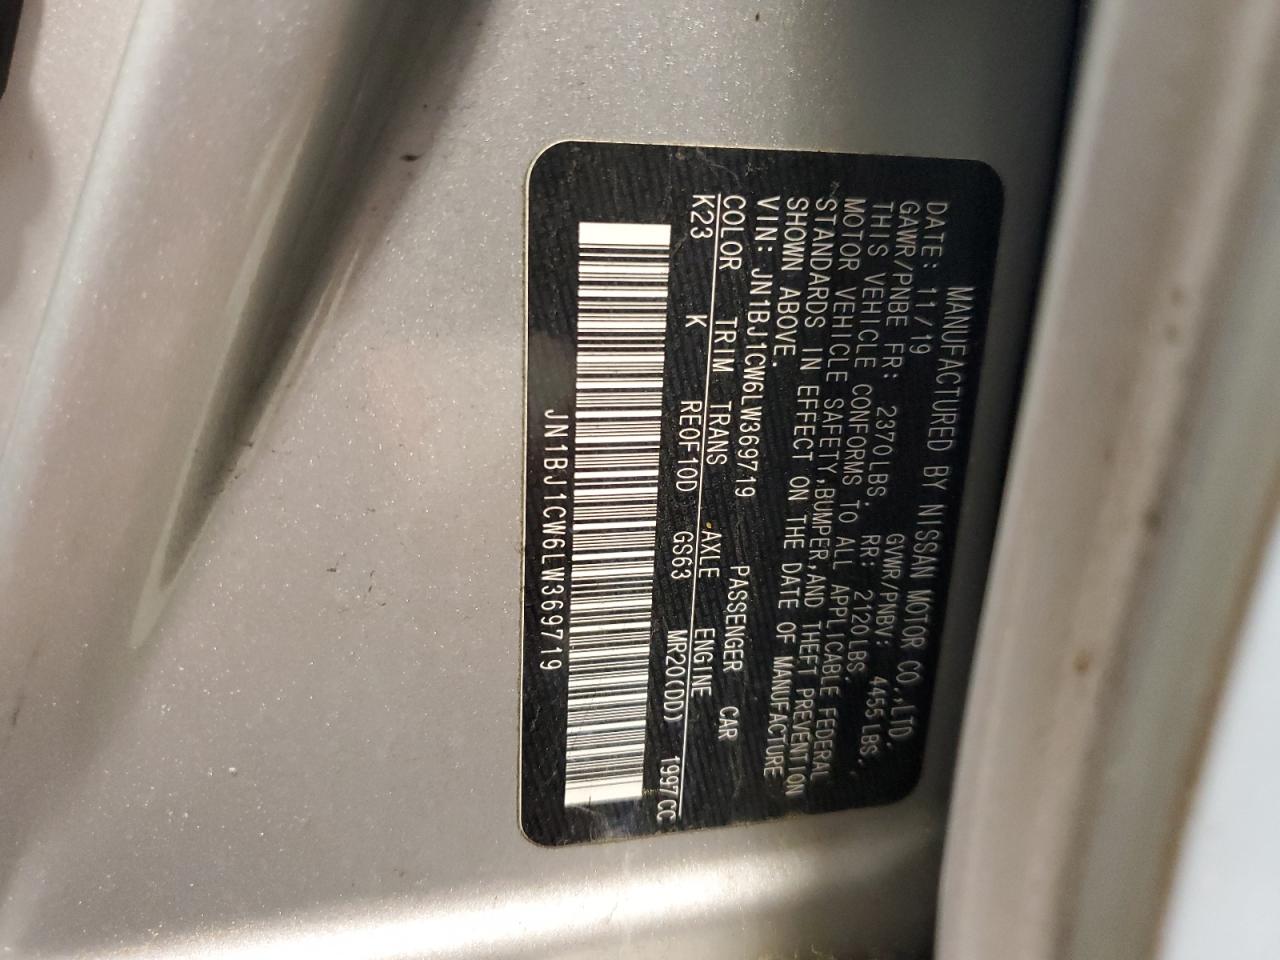 MANUFACTURED BY NISSAN MOTOR CO.,LTD.
DATE: 11/19 GVWR/PNBV: 4455 LBS.
GAWR/PNBE FR: 2370LBS. RR: 2120LBS.
THIS VEHICLE CONFORMS TO ALL APPLICABLE FEDERAL
MOTOR VEHICLE SAFETY,BUMPER,AND THEFT PREVENTION
STANDARDS IN EFFECT ON THE DATE OF MANUFACTURE
SHOWN ABOVE.
VIN: JN1BJ1CW6LW369719 PASSENGER CAR
COLOR TRIM TRANS AXLE ENGINE
K23 K RE0F10D GS63 MR20(DD) 1997CC
JN1BJ1CW6LW369719